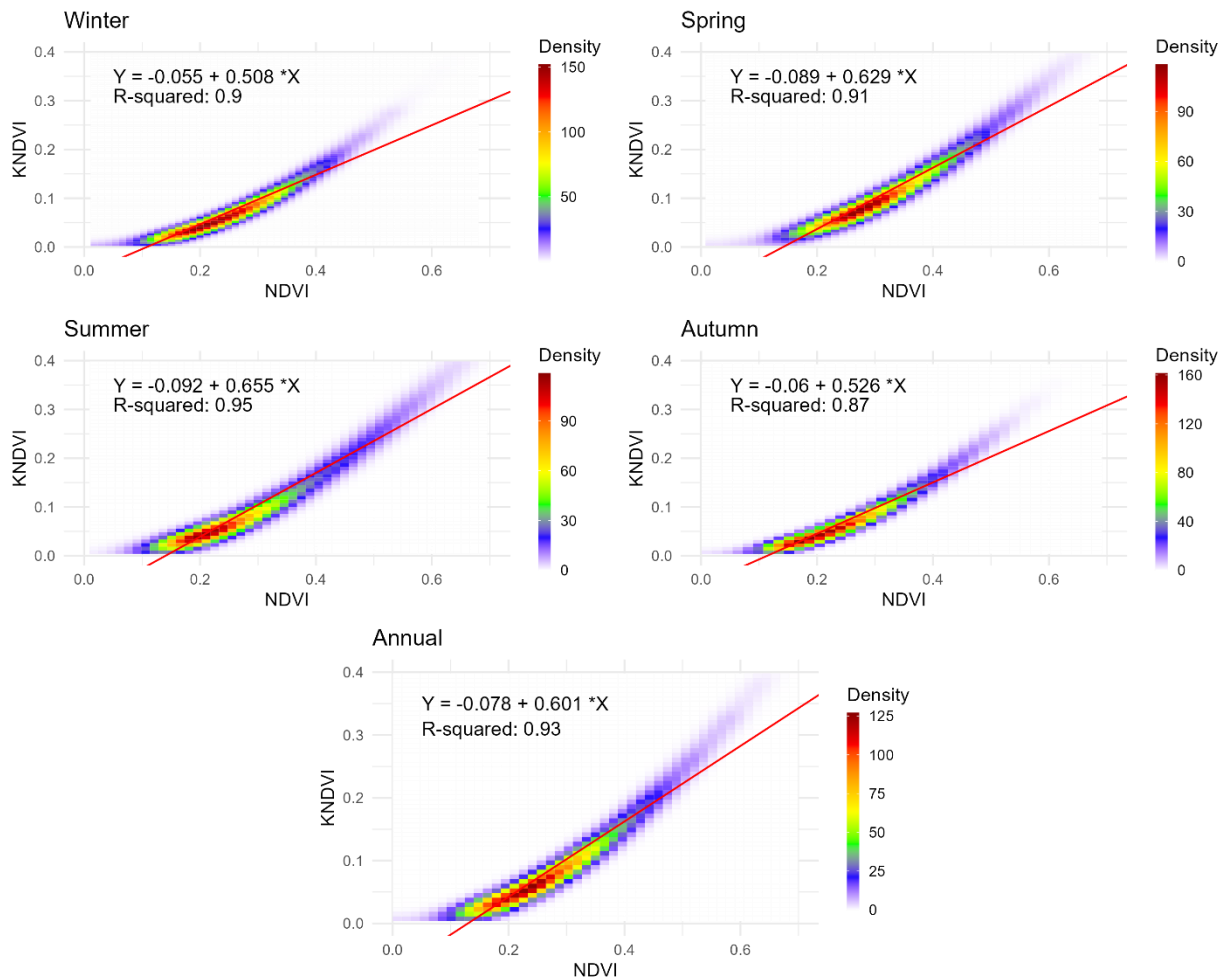 Winter
Density
Y = -0.055 + 0.508 *X
R-squared: 0.9
KNDVI
0.4
0.3
0.2
0.1
0.0
0.0 0.2 0.4 0.6
NDVI
150
100
50
Spring
Density
Y = -0.089 + 0.629 *X
R-squared: 0.91
KNDVI
0.4
0.3
0.2
0.1
0.0
0.0 0.2 0.4 0.6
NDVI
90
60
30
0
Summer
Density
Y = -0.092 + 0.655 *X
R-squared: 0.95
KNDVI
0.4
0.3
0.2
0.1
0.0
0.0 0.2 0.4 0.6
NDVI
90
60
30
0
Autumn
Density
Y = -0.06 + 0.526 *X
R-squared: 0.87
KNDVI
0.4
0.3
0.2
0.1
0.0
0.0 0.2 0.4 0.6
NDVI
160
120
80
40
0
Annual
Density
Y = -0.078 + 0.601 *X
R-squared: 0.93
KNDVI
0.4
0.3
0.2
0.1
0.0
0.0 0.2 0.4 0.6
NDVI
125
100
75
50
25
0